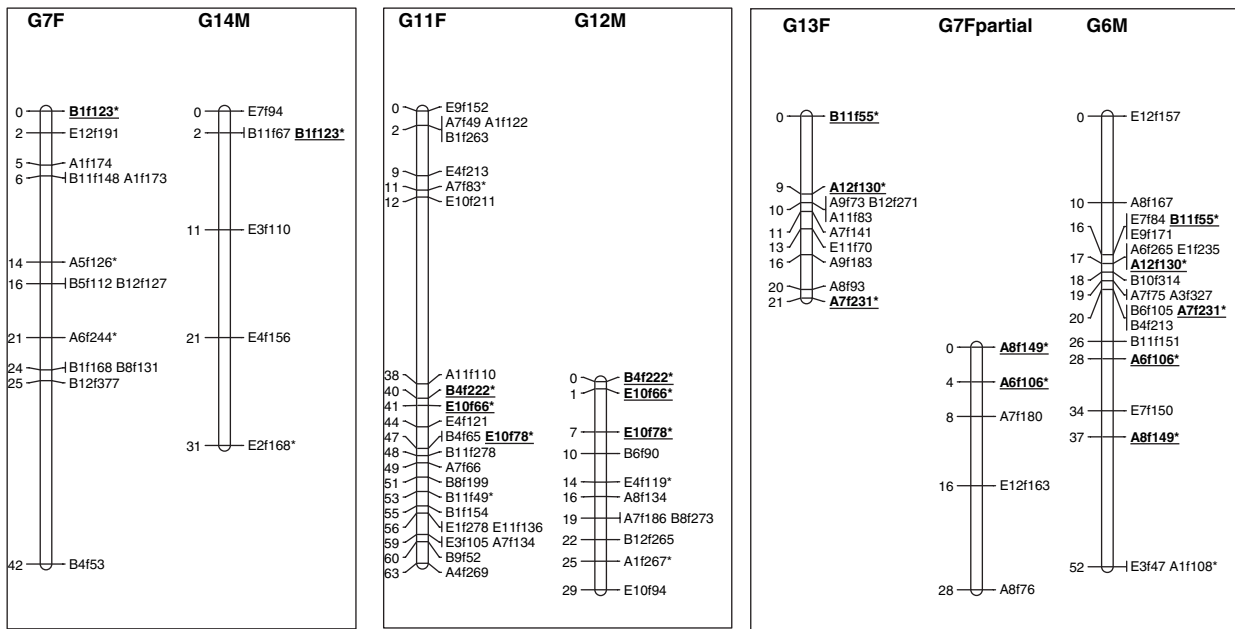 G7F
0 B1f123*
2 E12f191
5 A1f174
6 B11f148 A1f173
14 A5f126*
16 B5f112 B12f127
21 A6f244*
24 B1f168 B8f131
25 B12f377
42 B4f53
G14M
0 E7f94
2 B11f67 B1f123*
11 E3f110
21 E4f156
31 E2f168*
G11F
0 E9f152
2 A7f49 A1f122
B1f263
9 E4f213
11 A7f83*
12 E10f211
38 A11f110
40 B4f222*
41 E10f66*
44 E4f121
47 B4f65 E10f78*
48 B11f278
49 A7f66
51 B8f199
53 B11f49*
55 B1f154
56 E1f278 E11f136
59 E3f105 A7f134
60 B9f52
63 A4f269
G12M
0 B4f222*
1 E10f66*
7 E10f78*
10 B6f90
14 E4f119*
16 A8f134
19 A7f186 B8f273
22 B12f265
25 A1f267*
29 E10f94
G13F
0 B11f55*
9 A12f130*
10 A9f73 B12f271
A11f83
11 A7f141
13 E11f70
16 A9f183
20 A8f93
21 A7f231*
G7Fpartial
0 A8f149*
4 A6f106*
8 A7f180
16 E12f163
28 A8f76
G6M
0 E12f157
10 A8f167
16 E7f84 B11f55*
E9f171
17 A6f265 E1f235
A12f130*
18 B10f314
19 A7f75 A3f327
20 B6f105 A7f231*
B4f213
26 B11f151
28 A6f106*
34 E7f150
37 A8f149*
52 E3f47 A1f108*